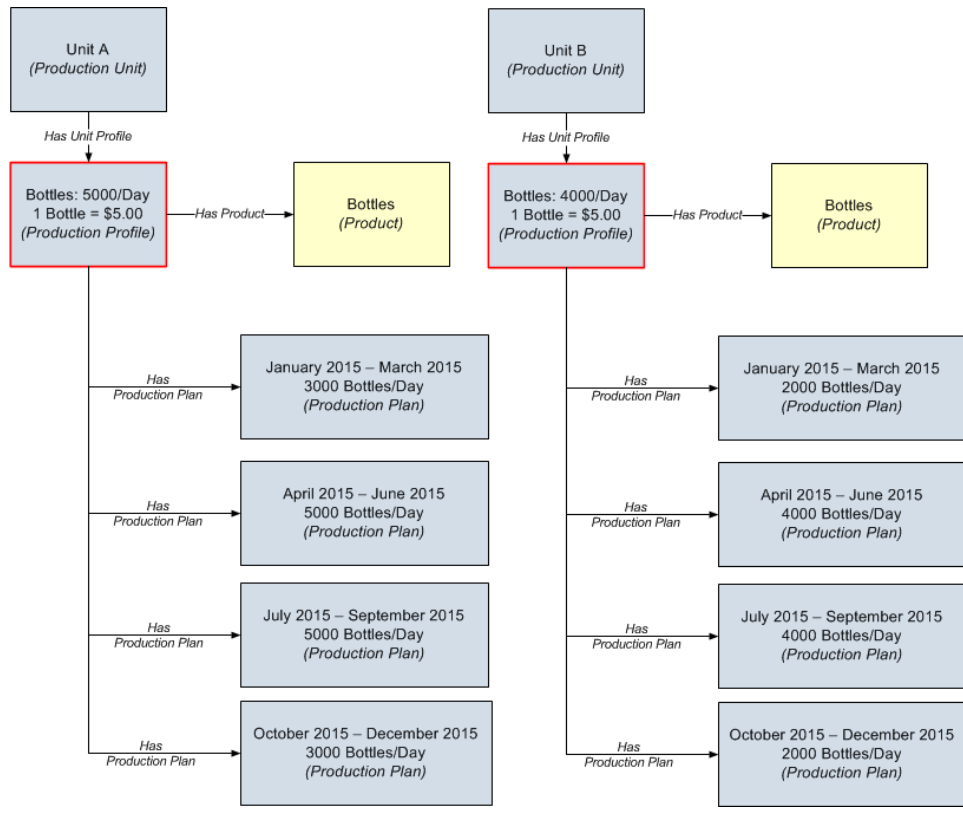 Unit A
(Production Unit)
Has Unit Profile
Bottles: 5000/Day
1 Bottle = $5.00
(Production Profile)
Has Product
Bottles
(Product)
Has
Production Plan
January 2015 – March 2015
3000 Bottles/Day
(Production Plan)
Has
Production Plan
April 2015 – June 2015
5000 Bottles/Day
(Production Plan)
Has
Production Plan
July 2015 – September 2015
5000 Bottles/Day
(Production Plan)
Has
Production Plan
October 2015 – December 2015
3000 Bottles/Day
(Production Plan)
Unit B
(Production Unit)
Has Unit Profile
Bottles: 4000/Day
1 Bottle = $5.00
(Production Profile)
Has Product
Bottles
(Product)
Has
Production Plan
January 2015 – March 2015
2000 Bottles/Day
(Production Plan)
Has
Production Plan
April 2015 – June 2015
4000 Bottles/Day
(Production Plan)
Has
Production Plan
July 2015 – September 2015
4000 Bottles/Day
(Production Plan)
Has
Production Plan
October 2015 – December 2015
2000 Bottles/Day
(Production Plan)